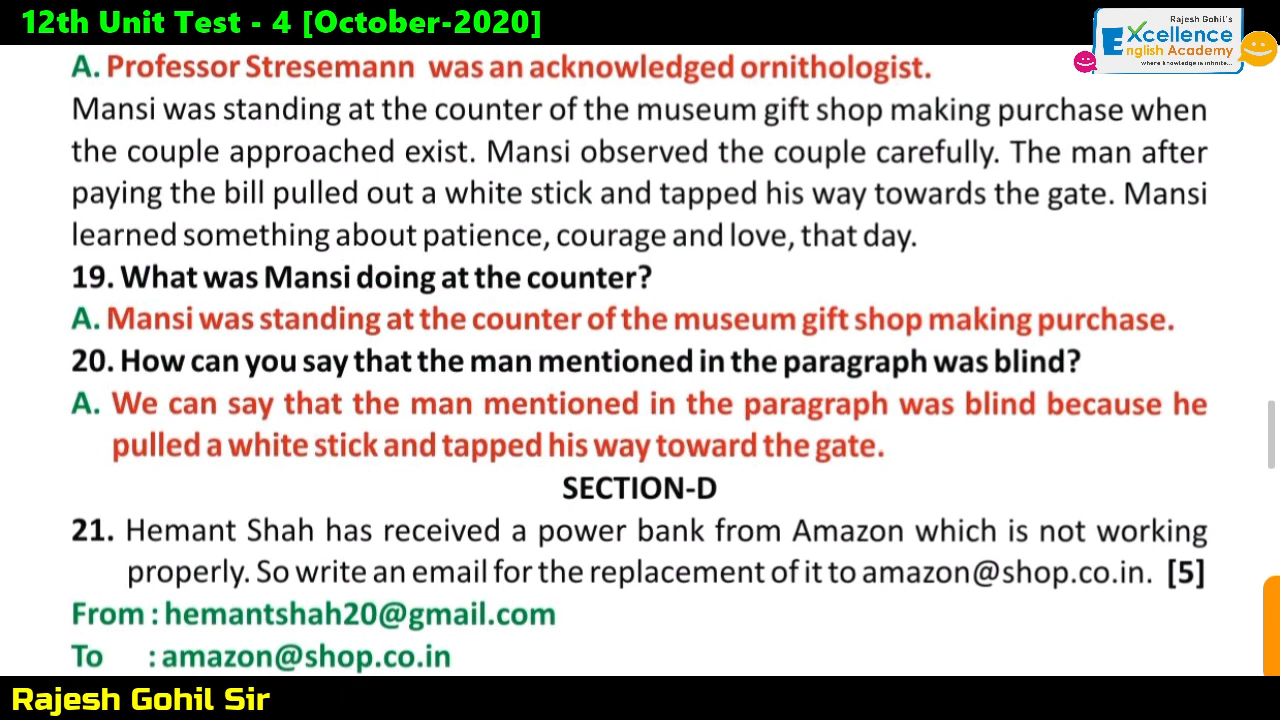 12th Unit Test - 4 [October-2020]
Rajesh Gohil's
Excellence
English Academy
where knowledge is infinite...
A. Professor Stresemann was an acknowledged ornithologist.
Mansi was standing at the counter of the museum gift shop making purchase when
the couple approached exist. Mansi observed the couple carefully. The man after
paying the bill pulled out a white stick and tapped his way towards the gate. Mansi
learned something about patience, courage and love, that day.
19. What was Mansi doing at the counter?
A. Mansi was standing at the counter of the museum gift shop making purchase.
20. How can you say that the man mentioned in the paragraph was blind?
A. We can say that the man mentioned in the paragraph was blind because he
pulled a white stick and tapped his way toward the gate.
SECTION-D
21. Hemant Shah has received a power bank from Amazon which is not working
properly. So write an email for the replacement of it to amazon@shop.co.in. [5]
From : hemantshah20@gmail.com
To : amazon@shop.co.in
Rajesh Gohil Sir